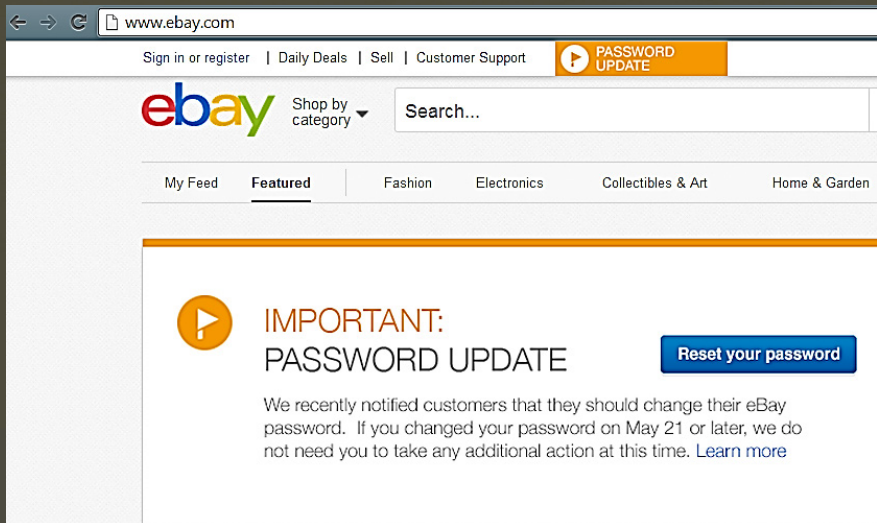 www.ebay.com
Sign in or register | Daily Deals | Sell | Customer Support
PASSWORD
UPDATE
ebay
Shop by
category
Search...
My Feed Featured Fashion Electronics Collectibles & Art Home & Garden
IMPORTANT:
PASSWORD UPDATE
Reset your password
We recently notified customers that they should change their eBay
password. If you changed your password on May 21 or later, we do
not need you to take any additional action at this time. Learn more